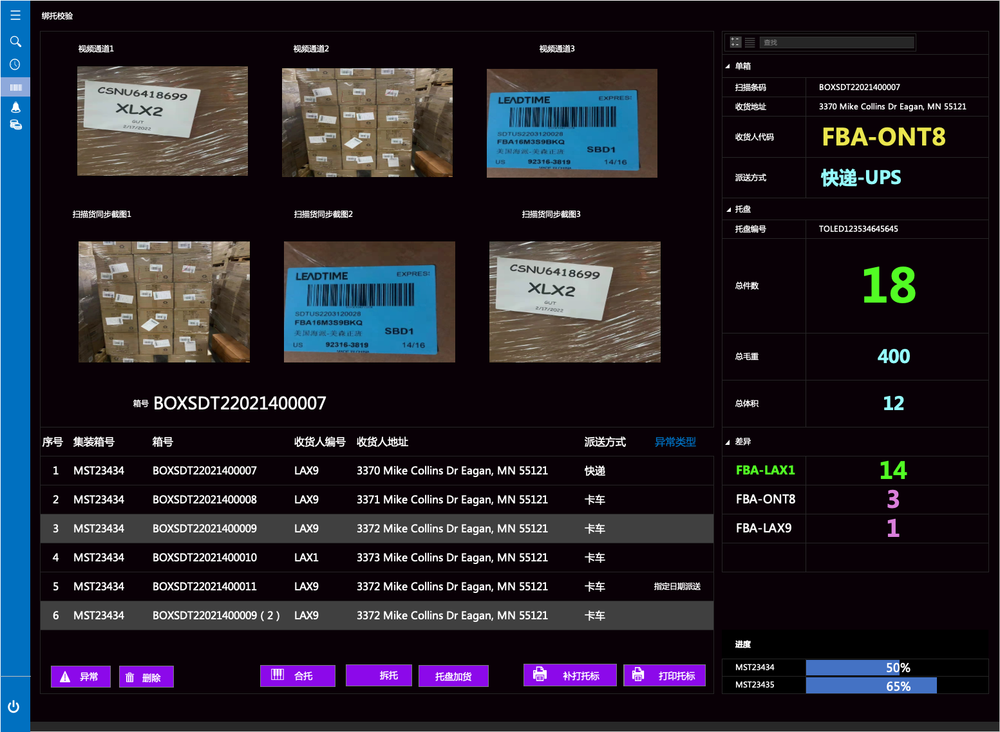 绑托校验
视频通道1
视频通道2
视频通道3
CSNU6418699
XLX2
GUT
2/17/2022
LEADTIME
EXPRES:
SDTUS2203120028
FBA16M3S9BKQ
美国海派-美森正班
SBD1
US
92316-3819
14/16
MADE IN CHINA
扫描货同步截图1
扫描货同步截图2
扫描货同步截图3
LEADTIME
EXPRES:
SDTUS2203120028
FBA16M3S9BKQ
美国海派-美森正班
SBD1
US
92316-3819
14/16
MADE IN CHINA
CSNU6418699
XLX2
GUT
2/17/2022
箱号 BOXSDT22021400007
序号 集装箱号 箱号 收货人编号 收货人地址 派送方式 异常类型
1 MST23434 BOXSDT22021400007 LAX9 3370 Mike Collins Dr Eagan, MN 55121 快递
2 MST23434 BOXSDT22021400008 LAX9 3371 Mike Collins Dr Eagan, MN 55121 卡车
3 MST23434 BOXSDT22021400009 LAX9 3372 Mike Collins Dr Eagan, MN 55121 卡车
4 MST23434 BOXSDT22021400010 LAX1 3373 Mike Collins Dr Eagan, MN 55121 卡车
5 MST23434 BOXSDT22021400011 LAX9 3372 Mike Collins Dr Eagan, MN 55121 卡车 指定日期派送
6 MST23434 BOXSDT22021400009 ( 2 ) LAX9 3372 Mike Collins Dr Eagan, MN 55121 卡车
异常 删除 合托 拆托 托盘加货 补打托标 打印托标
查找
单箱
扫描条码 BOXSDT22021400007
收货地址 3370 Mike Collins Dr Eagan, MN 55121
收货人代码 FBA-ONT8
派送方式 快递-UPS
托盘
托盘编号 TOLED123534645645
总件数 18
总毛重 400
总体积 12
差异
FBA-LAX1 14
FBA-ONT8 3
FBA-LAX9 1
进度
MST23434 50%
MST23435 65%